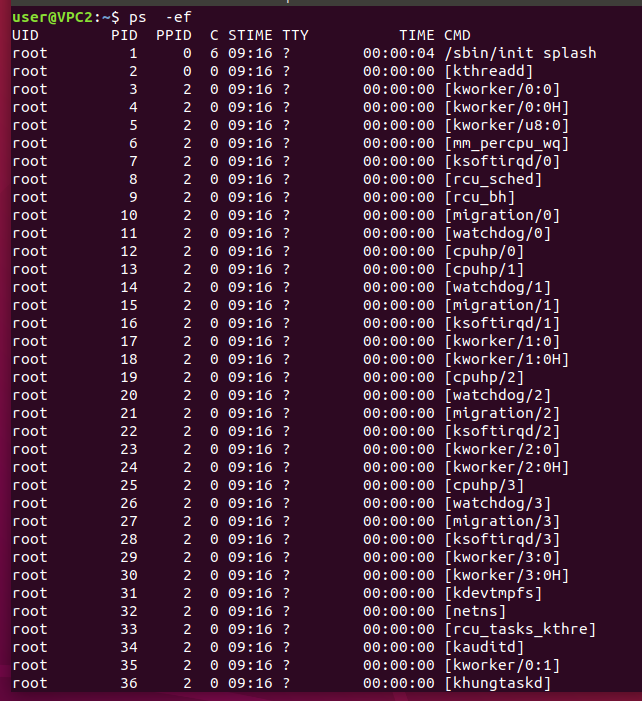 user@VPC2:~$ ps  -ef
UID        PID  PPID  C STIME TTY          TIME CMD
root         1     0  6 09:16 ?        00:00:04 /sbin/init splash
root         2     0  0 09:16 ?        00:00:00 [kthreadd]
root         3     2  0 09:16 ?        00:00:00 [kworker/0:0]
root         4     2  0 09:16 ?        00:00:00 [kworker/0:0H]
root         5     2  0 09:16 ?        00:00:00 [kworker/u8:0]
root         6     2  0 09:16 ?        00:00:00 [mm_percpu_wq]
root         7     2  0 09:16 ?        00:00:00 [ksoftirqd/0]
root         8     2  0 09:16 ?        00:00:00 [rcu_sched]
root         9     2  0 09:16 ?        00:00:00 [rcu_bh]
root        10     2  0 09:16 ?        00:00:00 [migration/0]
root        11     2  0 09:16 ?        00:00:00 [watchdog/0]
root        12     2  0 09:16 ?        00:00:00 [cpuhp/0]
root        13     2  0 09:16 ?        00:00:00 [cpuhp/1]
root        14     2  0 09:16 ?        00:00:00 [watchdog/1]
root        15     2  0 09:16 ?        00:00:00 [migration/1]
root        16     2  0 09:16 ?        00:00:00 [ksoftirqd/1]
root        17     2  0 09:16 ?        00:00:00 [kworker/1:0]
root        18     2  0 09:16 ?        00:00:00 [kworker/1:0H]
root        19     2  0 09:16 ?        00:00:00 [cpuhp/2]
root        20     2  0 09:16 ?        00:00:00 [watchdog/2]
root        21     2  0 09:16 ?        00:00:00 [migration/2]
root        22     2  0 09:16 ?        00:00:00 [ksoftirqd/2]
root        23     2  0 09:16 ?        00:00:00 [kworker/2:0]
root        24     2  0 09:16 ?        00:00:00 [kworker/2:0H]
root        25     2  0 09:16 ?        00:00:00 [cpuhp/3]
root        26     2  0 09:16 ?        00:00:00 [watchdog/3]
root        27     2  0 09:16 ?        00:00:00 [migration/3]
root        28     2  0 09:16 ?        00:00:00 [ksoftirqd/3]
root        29     2  0 09:16 ?        00:00:00 [kworker/3:0]
root        30     2  0 09:16 ?        00:00:00 [kworker/3:0H]
root        31     2  0 09:16 ?        00:00:00 [kdevtmpfs]
root        32     2  0 09:16 ?        00:00:00 [netns]
root        33     2  0 09:16 ?        00:00:00 [rcu_tasks_kthre]
root        34     2  0 09:16 ?        00:00:00 [kauditd]
root        35     2  0 09:16 ?        00:00:00 [kworker/0:1]
root        36     2  0 09:16 ?        00:00:00 [khungtaskd]